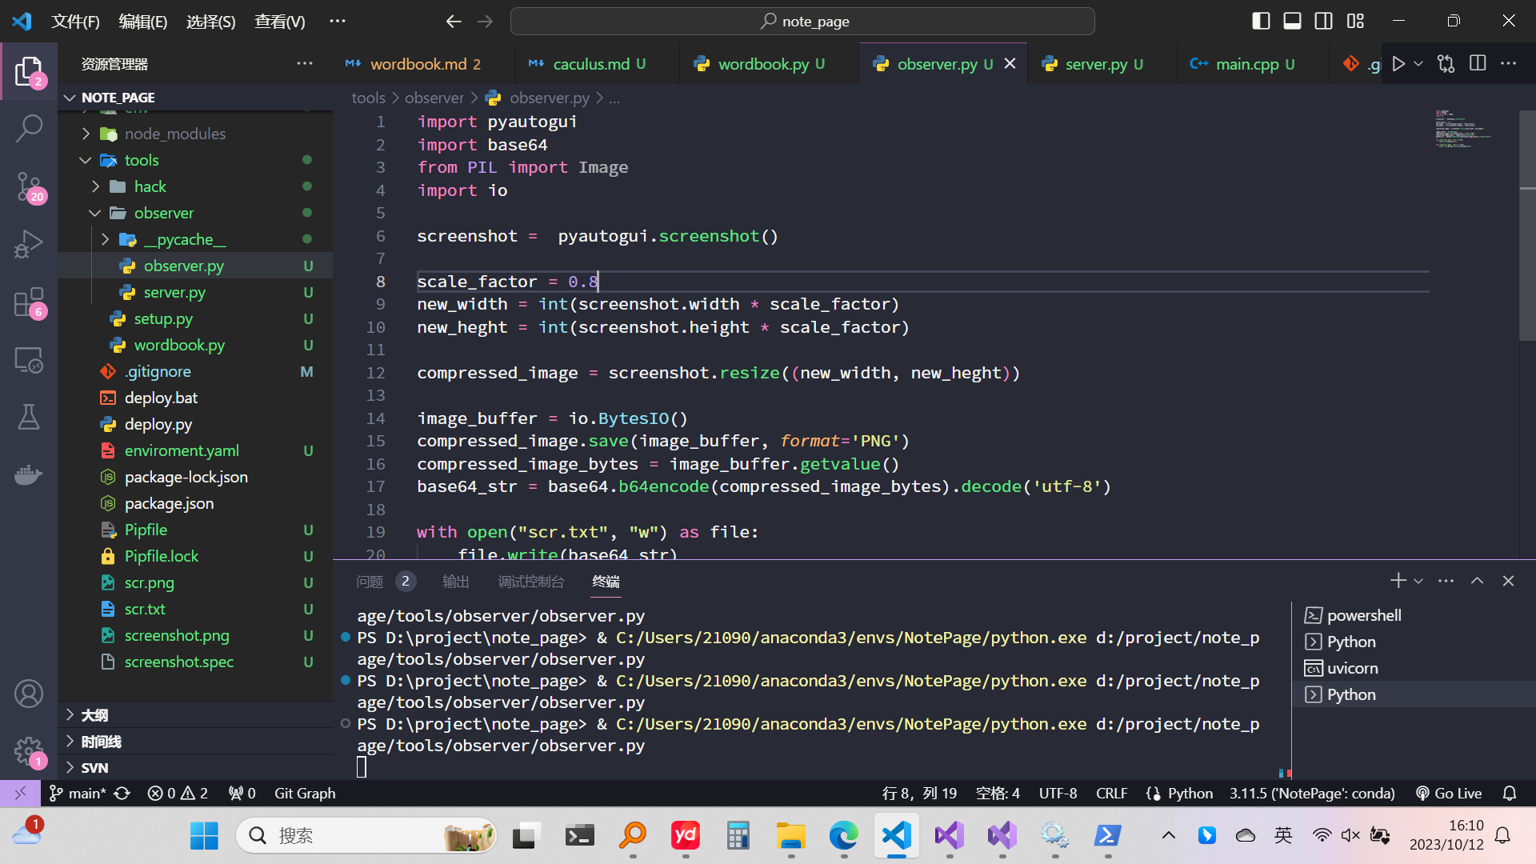 文件(F) 编辑(E) 选择(S) 查看(V) ··· note_page
资源管理器 ···
NOTE_PAGE
node_modules
tools
hack
observer
__pycache__
observer.py U
server.py U
setup.py U
wordbook.py U
.gitignore M
deploy.bat
deploy.py
enviroment.yaml U
package-lock.json
package.json
Pipfile U
Pipfile.lock U
scr.png U
scr.txt U
screenshot.png U
screenshot.spec U
大纲
时间线
SVN
2
20
6
1
wordbook.md 2 caculus.md U wordbook.py U observer.py U server.py U main.cpp U .g
tools > observer > observer.py > ...
1 import pyautogui
2 import base64
3 from PIL import Image
4 import io
5
6 screenshot =  pyautogui.screenshot()
7
8 scale_factor = 0.8
9 new_width = int(screenshot.width * scale_factor)
10 new_heght = int(screenshot.height * scale_factor)
11
12 compressed_image = screenshot.resize((new_width, new_heght))
13
14 image_buffer = io.BytesIO()
15 compressed_image.save(image_buffer, format='PNG')
16 compressed_image_bytes = image_buffer.getvalue()
17 base64_str = base64.b64encode(compressed_image_bytes).decode('utf-8')
18
19 with open("scr.txt", "w") as file:
20 file.write(base64_str)
问题 2 输出 调试控制台 终端
age/tools/observer/observer.py
PS D:\project\note_page> & C:/Users/21090/anaconda3/envs/NotePage/python.exe d:/project/note_p
age/tools/observer/observer.py
PS D:\project\note_page> & C:/Users/21090/anaconda3/envs/NotePage/python.exe d:/project/note_p
age/tools/observer/observer.py
PS D:\project\note_page> & C:/Users/21090/anaconda3/envs/NotePage/python.exe d:/project/note_p
age/tools/observer/observer.py
powershell
Python
uvicorn
Python
main* 0 2 0 Git Graph 行 8，列 19 空格: 4 UTF-8 CRLF Python 3.11.5 ('NotePage': conda) Go Live
1 搜索 yd 英 16:10
2023/10/12